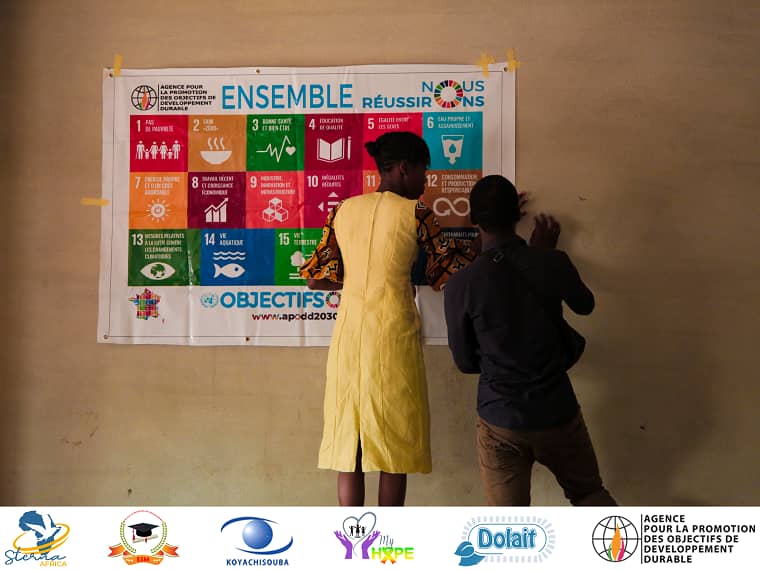 AGENCE POUR
LA PROMOTION
DES OBJECTIFS DE
DEVELOPPEMENT
DURABLE
ENSEMBLE
NOUS
RÉUSSIR NS
1 PAS
DE PAUVRETÉ
2 FAIM
«ZÉRO»
3 BONNE SANTÉ
ET BIEN-ÊTRE
4 ÉDUCATION
DE QUALITÉ
5 ÉGALITÉ ENTRE
LES SEXES
6 EAU PROPRE ET
ASSAINISSEMENT
7 ÉNERGIE PROPRE
ET D'UN COÛT
ABORDABLE
8 TRAVAIL DÉCENT
ET CROISSANCE
ÉCONOMIQUE
9 INDUSTRIE,
INNOVATION ET
INFRASTRUCTURE
10 INÉGALITÉS
RÉDUITES
11
12 CONSOMMATION
ET PRODUCTION
RESPONSABLES
13 MESURES RELATIVES
À LA LUTTE CONTRE
LES CHANGEMENTS
CLIMATIQUES
14 VIE
AQUATIQUE
15 VIE
TERRESTRE
OBJECTIFS
www.apodd2030
Sterna
AFRICA
KOYACHISOUBA
My
HOPE
Dolait
AGENCE
POUR LA PROMOTION
DES OBJECTIFS DE
DEVELOPPEMENT
DURABLE